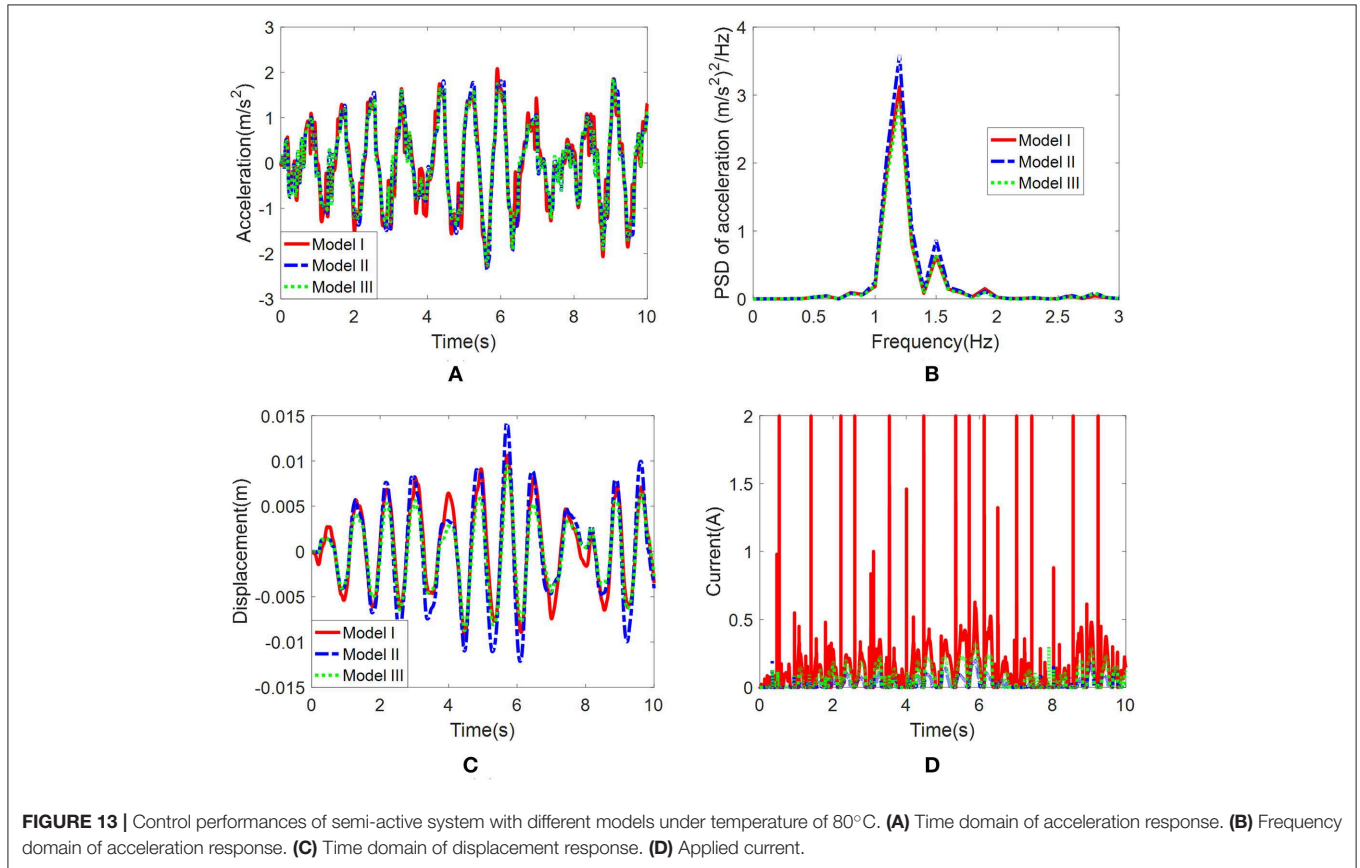 3
2
1
0
-1
-2
-3
Acceleration(m/s²)
Model I
Model II
Model III
0 2 4 6 8 10
Time(s)
A
4
3
2
1
0
PSD of acceleration (m/s²)²/Hz
Model I
Model II
Model III
0 0.5 1 1.5 2 2.5 3
Frequency(Hz)
B
0.015
0.01
0.005
0
-0.005
-0.01
-0.015
Displacement(m)
Model I
Model II
Model III
0 2 4 6 8 10
Time(s)
C
2
1.5
1
0.5
0
Current(A)
0 2 4 6 8 10
Time(s)
D
FIGURE 13 | Control performances of semi-active system with different models under temperature of 80°C. (A) Time domain of acceleration response. (B) Frequency
domain of acceleration response. (C) Time domain of displacement response. (D) Applied current.